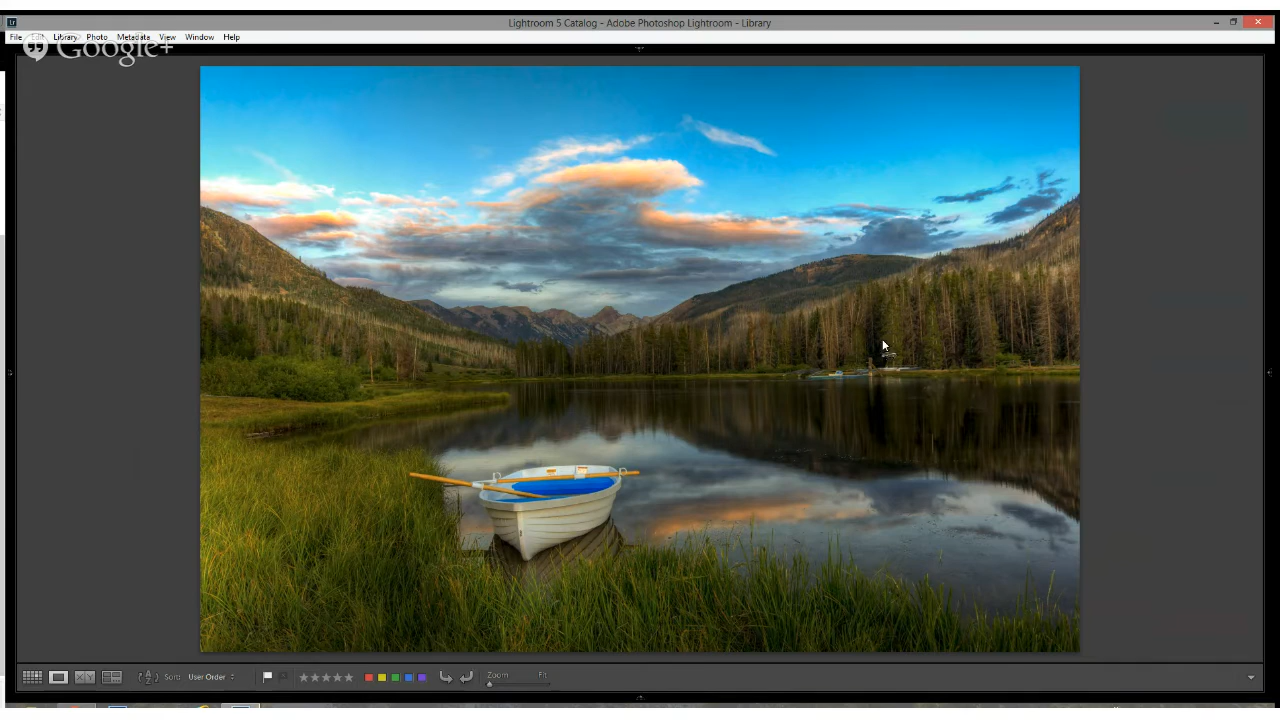 Lightroom 5 Catalog - Adobe Photoshop Lightroom - Library
File Edit Library Photo Metadata View Window Help
Google+
X Y Sort User Order Zoom Fit